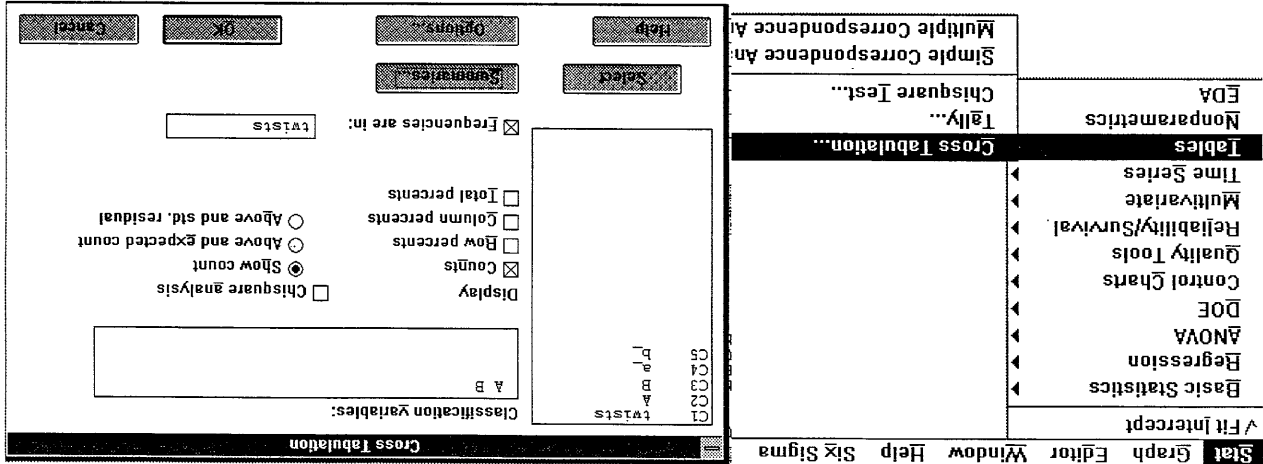 Stat Graph Editor Window Help Six Sigma
√ Fit Intercept
Basic Statistics
Regression
ANOVA
DOE
Control Charts
Quality Tools
Reliability/Survival
Multivariate
Time Series
Tables
Nonparametrics
EDA
Cross Tabulation...
Tally...
Chisquare Test...
Simple Correspondence An
Multiple Correspondence An
Cross Tabulation
C1 twists
C2 A
C3 B
C4 a_
C5 b_
Classification variables:
A B
Display
Counts
Row percents
Column percents
Total percents
Chisquare analysis
Show count
Above and expected count
Above and std. residual
Frequencies are in: twists
Select
Summaries...
Help
Options...
OK
Cancel